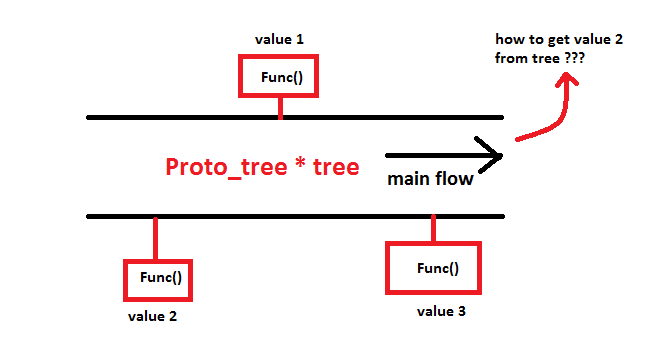 value 1
how to get value 2
from tree ???
Func()
Proto_tree * tree
main flow
Func()
Func()
value 2
value 3